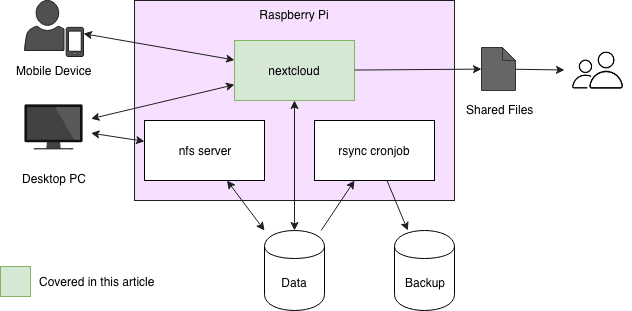 Raspberry Pi
Mobile Device
nextcloud
Shared Files
Desktop PC
nfs server
rsync cronjob
Data
Backup
Covered in this article